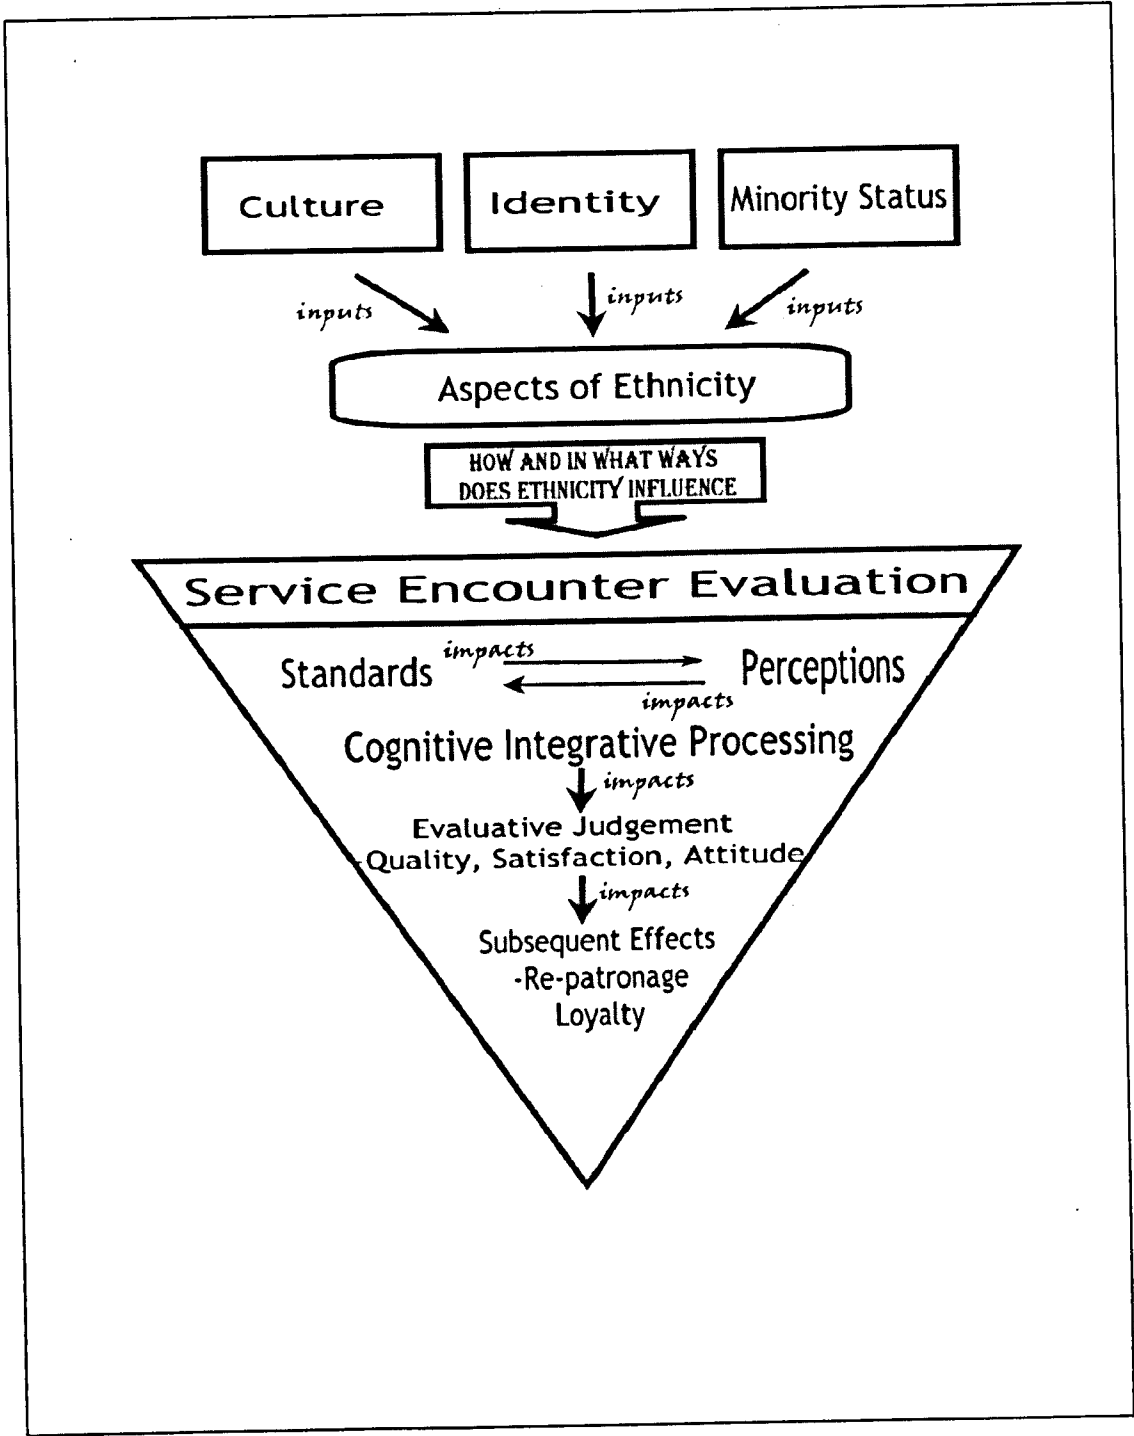 Culture
Identity
Minority Status
inputs
inputs
inputs
Aspects of Ethnicity
HOW AND IN WHAT WAYS
DOES ETHNICITY INFLUENCE
Service Encounter Evaluation
Standards
impacts
Perceptions
impacts
Cognitive Integrative Processing
impacts
Evaluative Judgement
-Quality, Satisfaction, Attitude
impacts
Subsequent Effects
-Re-patronage
Loyalty